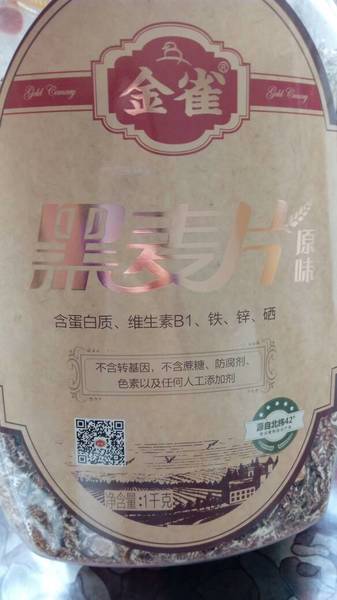 金雀®
Gold Canary
Gold Canary
黑麦片
原味
含蛋白质、维生素B1、铁、锌、硒
不含转基因，不含蔗糖、防腐剂、
色素以及任何人工添加剂
源自北纬42°
净含量:1千克